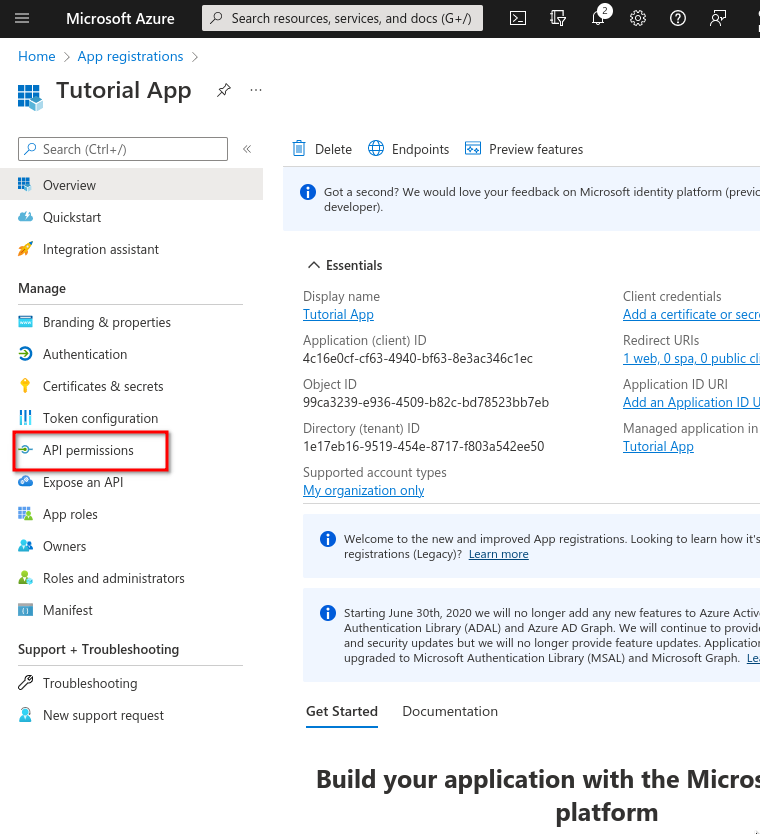 Microsoft Azure
Search resources, services, and docs (G+/)
2
Home > App registrations >
Tutorial App
...
Search (Ctrl+/)
«
Overview
Quickstart
Integration assistant
Manage
Branding & properties
Authentication
Certificates & secrets
Token configuration
API permissions
Expose an API
App roles
Owners
Roles and administrators
Manifest
Support + Troubleshooting
Troubleshooting
New support request
Delete
Endpoints
Preview features
Got a second? We would love your feedback on Microsoft identity platform (previo
developer).
Essentials
Display name
Tutorial App
Application (client) ID
4c16e0cf-cf63-4940-bf63-8e3ac346c1ec
Object ID
99ca3239-e936-4509-b82c-bd78523bb7eb
Directory (tenant) ID
1e17eb16-9519-454e-8717-f803a542ee50
Supported account types
My organization only
Client credentials
Add a certificate or secre
Redirect URIs
1 web, 0 spa, 0 public cli
Application ID URI
Add an Application ID U
Managed application in
Tutorial App
Welcome to the new and improved App registrations. Looking to learn how it's
registrations (Legacy)? Learn more
Starting June 30th, 2020 we will no longer add any new features to Azure Activ
Authentication Library (ADAL) and Azure AD Graph. We will continue to provide
and security updates but we will no longer provide feature updates. Application
upgraded to Microsoft Authentication Library (MSAL) and Microsoft Graph. Lea
Get Started
Documentation
Build your application with the Micros
platform